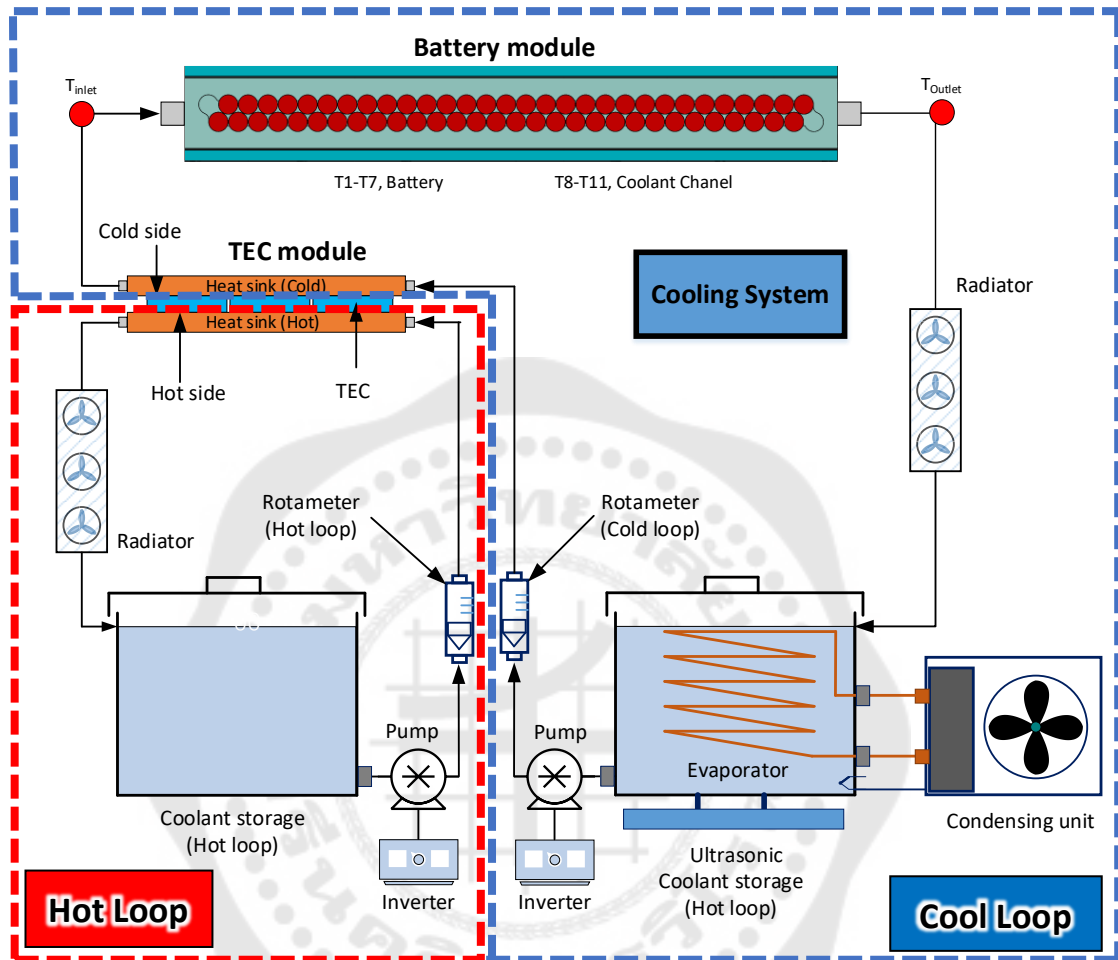 Battery module
T inlet
T Outlet
T1-T7, Battery
T8-T11, Coolant Chanel
Cold side
TEC module
Heat sink (Cold)
Heat sink (Hot)
Hot side
TEC
Cooling System
Radiator
Rotameter
(Hot loop)
Rotameter
(Cold loop)
Radiator
Pump
Pump
Evaporator
Coolant storage
(Hot loop)
Condensing unit
Inverter
Inverter
Ultrasonic
Coolant storage
(Hot loop)
Hot Loop
Cool Loop